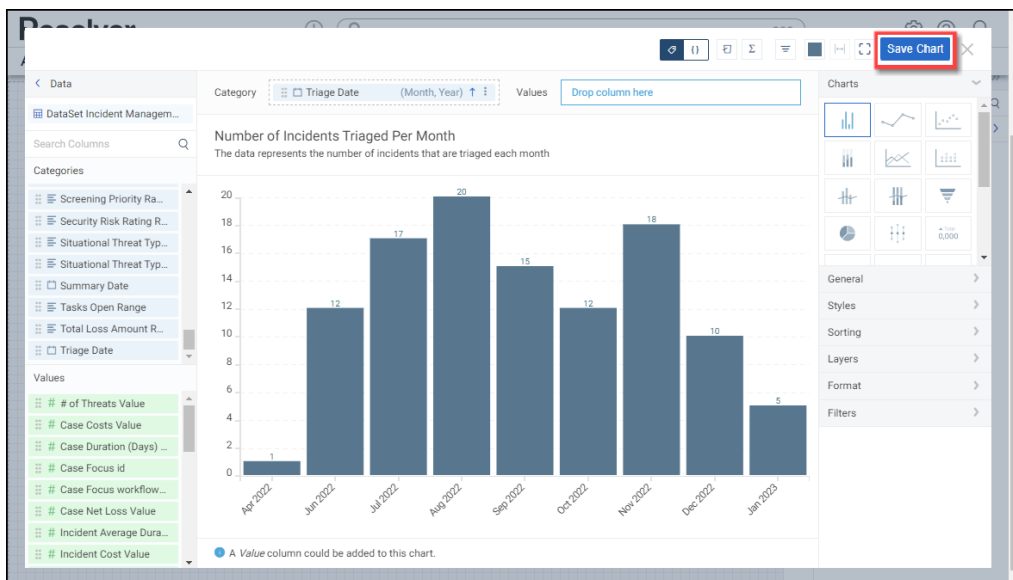 Resolver
Save Chart
Data
DataSet Incident Managem...
Search Columns
Categories
Screening Priority Ra...
Security Risk Rating R...
Situational Threat Typ...
Situational Threat Typ...
Summary Date
Tasks Open Range
Total Loss Amount R...
Triage Date
Values
# # of Threats Value
# Case Costs Value
# Case Duration (Days) ...
# Case Focus id
# Case Focus workflow...
# Case Net Loss Value
# Incident Average Dura...
# Incident Cost Value
Category Triage Date (Month, Year) Values Drop column here
Number of Incidents Triaged Per Month
The data represents the number of incidents that are triaged each month
20
18
16
14
12
10
8
6
4
2
0
1
12
17
20
15
12
18
10
5
Apr 2022
Jun 2022
Jul 2022
Aug 2022
Sep 2022
Oct 2022
Nov 2022
Dec 2022
Jan 2023
A Value column could be added to this chart.
Charts
Total
0,000
General
Styles
Sorting
Layers
Format
Filters